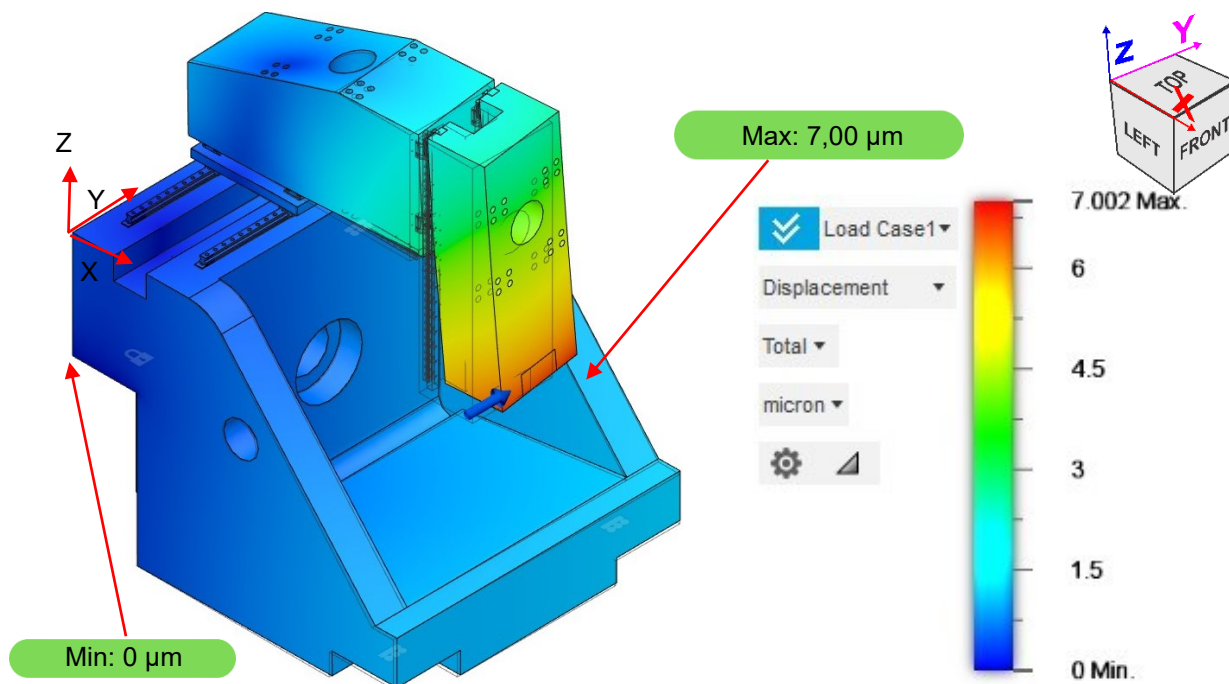 Z
Y
X
Max: 7,00 µm
Min: 0 µm
Z
Y
X
TOP
LEFT
FRONT
Load Case1
Displacement
Total
micron
7.002 Max.
6
4.5
3
1.5
0 Min.